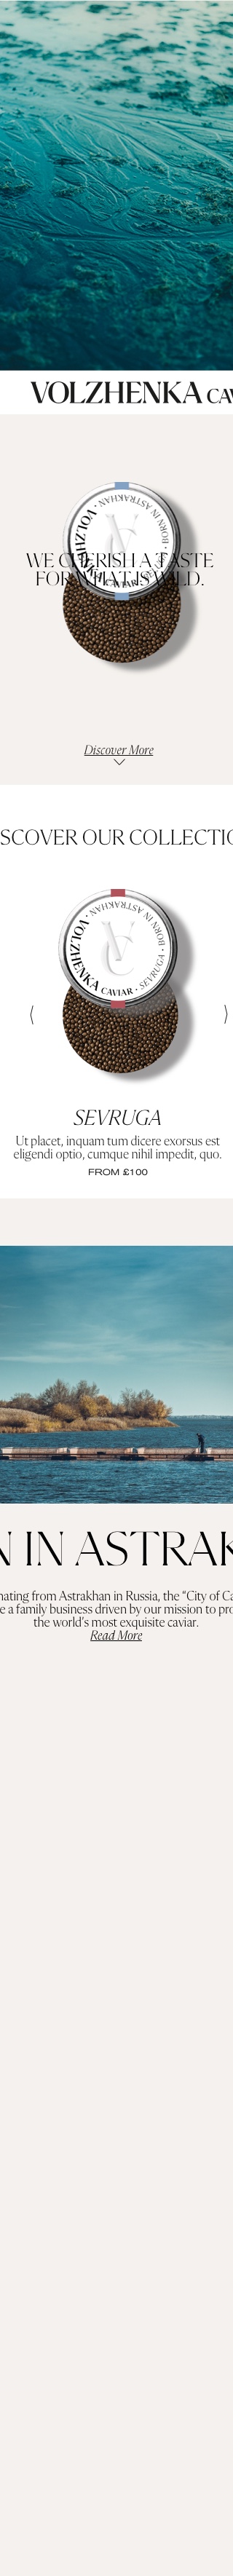 VOLZHENKA CAV
VOLZHENKA CAVIAR · SEVRUGA · BORN IN ASTRAKHAN ·
WE CHERISH A TASTE
FOR WHAT IS WILD.
Discover More
SCOVER OUR COLLECTIO
VOLZHENKA CAVIAR · SEVRUGA · BORN IN ASTRAKHAN ·
VC
SEVRUGA
Ut placet, inquam tum dicere exorsus est
eligendi optio, cumque nihil impedit, quo.
FROM £100
N IN ASTRAK
nating from Astrakhan in Russia, the “City of Ca
e a family business driven by our mission to pro
the world’s most exquisite caviar.
Read More